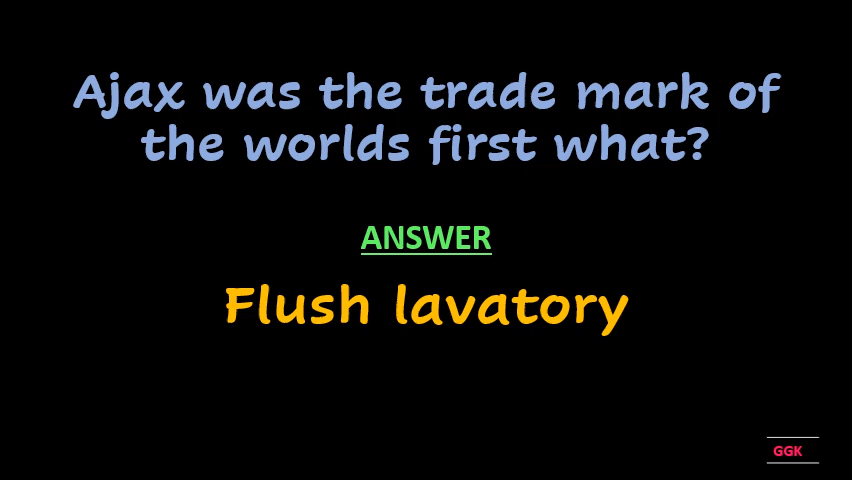 Ajax was the trade mark of
the worlds first what?
ANSWER
Flush lavatory
GGK